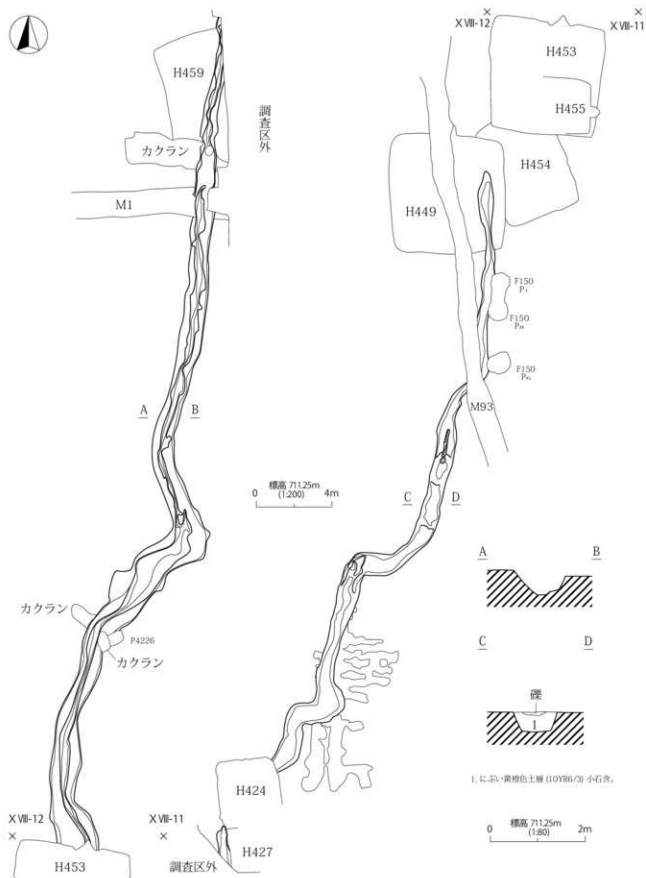 XⅧ-12
×
XⅧ-11
×
H459
調査区外
カクラン
M1
A
B
カクラン
P4226
カクラン
XⅧ-12
×
H453
H453
H455
H454
H449
F150
P1
F150
F150
M93
標高 711.25m
(1:200)
0
4m
C
D
A
B
C
D
礫
1
1. にぶい黄橙色土層 (10YR6/3) 小石含。
標高 711.25m
(1:80)
0
2m
H424
XⅧ-11
×
H427
調査区外